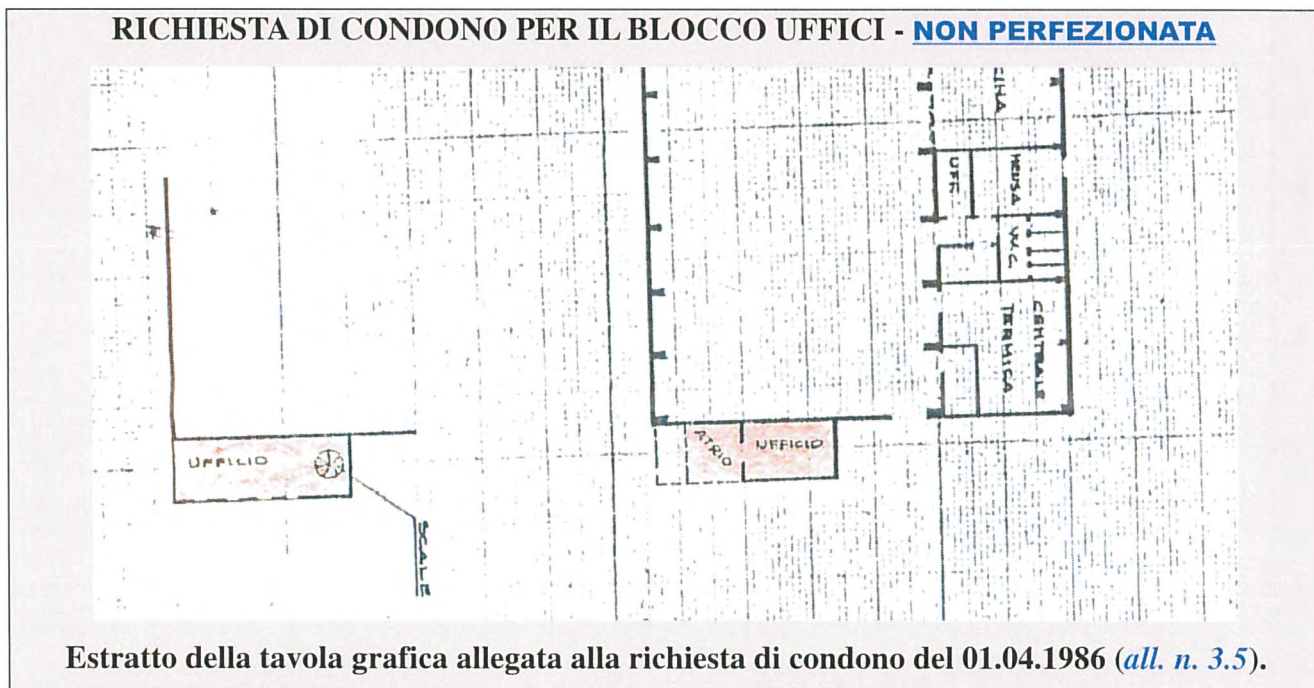 RICHIESTA DI CONDONO PER IL BLOCCO UFFICI - NON PERFEZIONATA
UFF.
MENSA
W.C.
CENTRALE
TERMICA
ATRIO
UFFICIO
UFFICIO
SCALE
Estratto della tavola grafica allegata alla richiesta di condono del 01.04.1986 (all. n. 3.5).